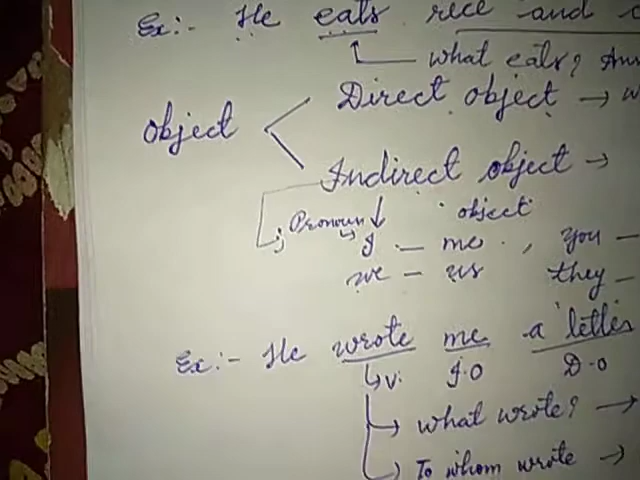 Ex:- He eats rice and
what eats? Ans
Object
Direct object →
Indirect object →
Pronoun object
I — me , you —
we — us they —
Ex:- He wrote me a letter
V. I.O D.O
what wrote? →
To whom wrote →